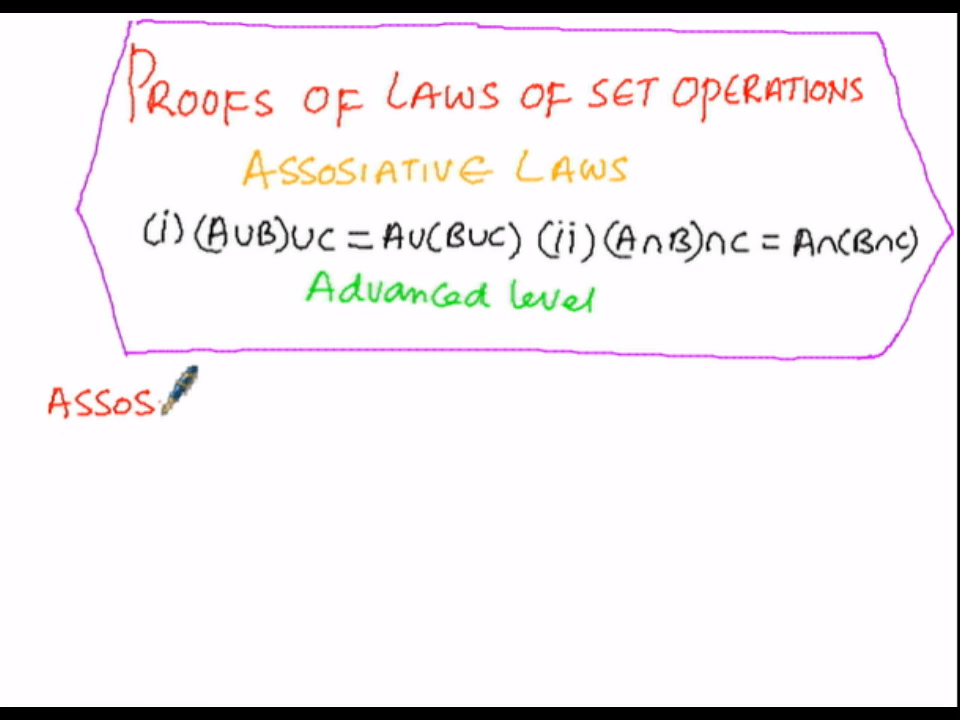 PROOFS OF LAWS OF SET OPERATIONS
ASSOSIATIVE LAWS
(i) (A∪B)∪C = A∪(B∪C) (ii) (A∩B)∩C = A∩(B∩C)
Advanced level
ASSOS